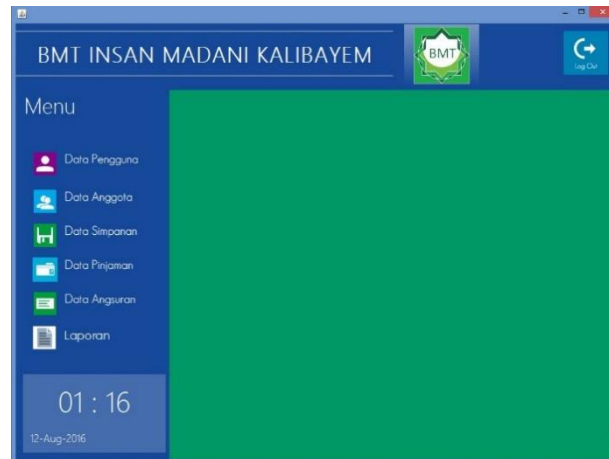 BMT INSAN MADANI KALIBAYEM
BMT
Log Out
Menu
Data Pengguna
Data Anggota
Data Simpanan
Data Pinjaman
Data Angsuran
Laporan
01 : 16
12-Aug-2016